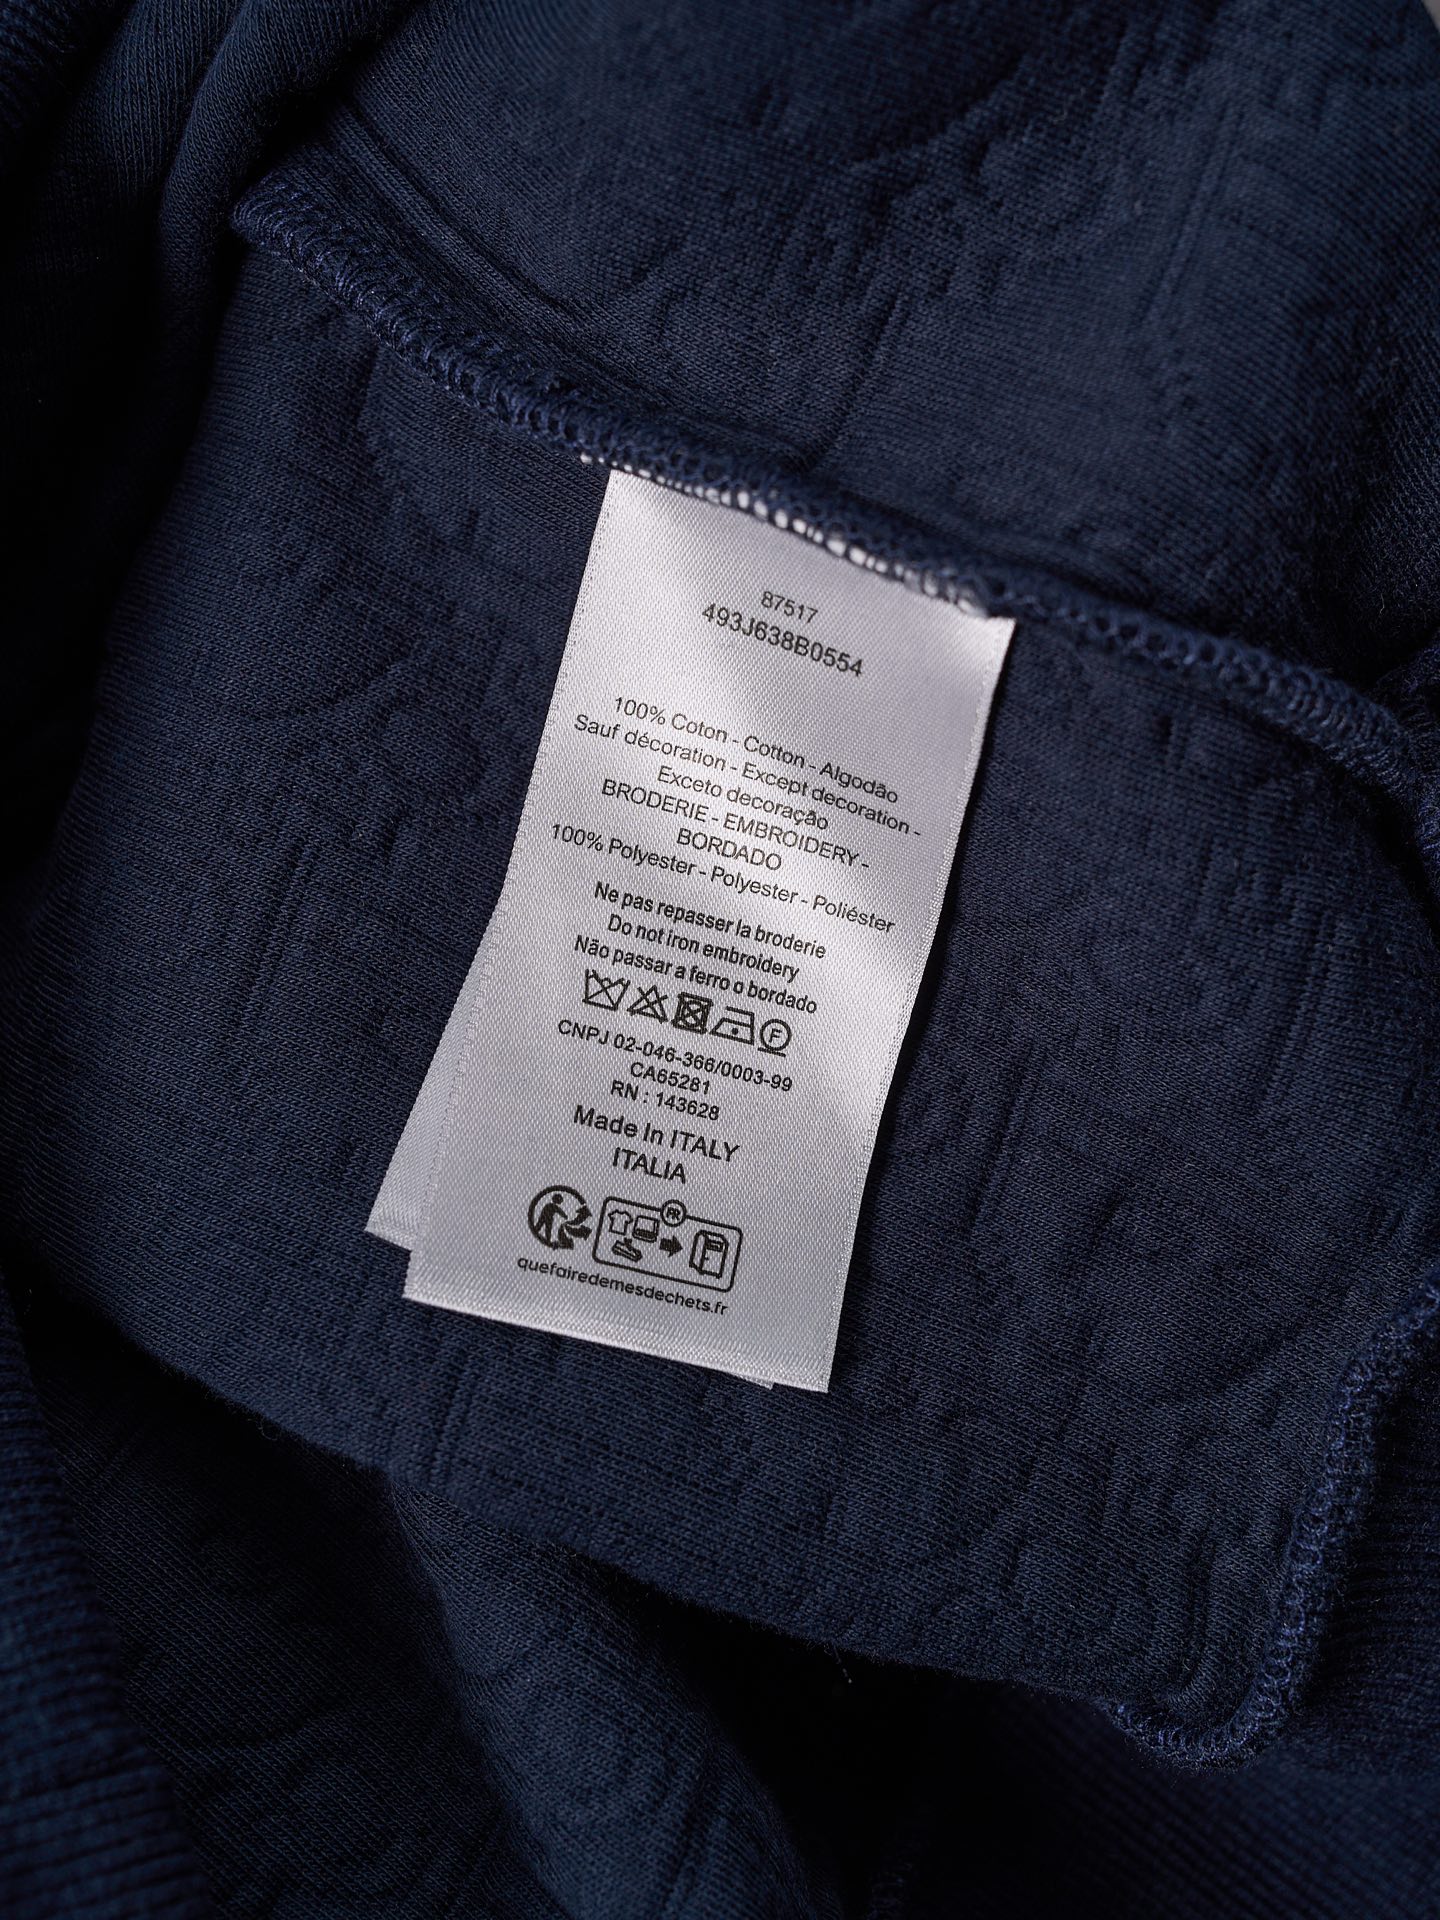 87517
493J638B0554
100% Coton - Cotton - Algodão
Sauf décoration - Except decoration -
Exceto decoração
BRODERIE - EMBROIDERY -
BORDADO
100% Polyester - Polyester - Poliéster
Ne pas repasser la broderie
Do not iron embroidery
Não passar a ferro o bordado
F
CNPJ 02-046-366/0003-99
CA65281
RN : 143628
Made In ITALY
ITALIA
FR
quefairedemesdechets.fr